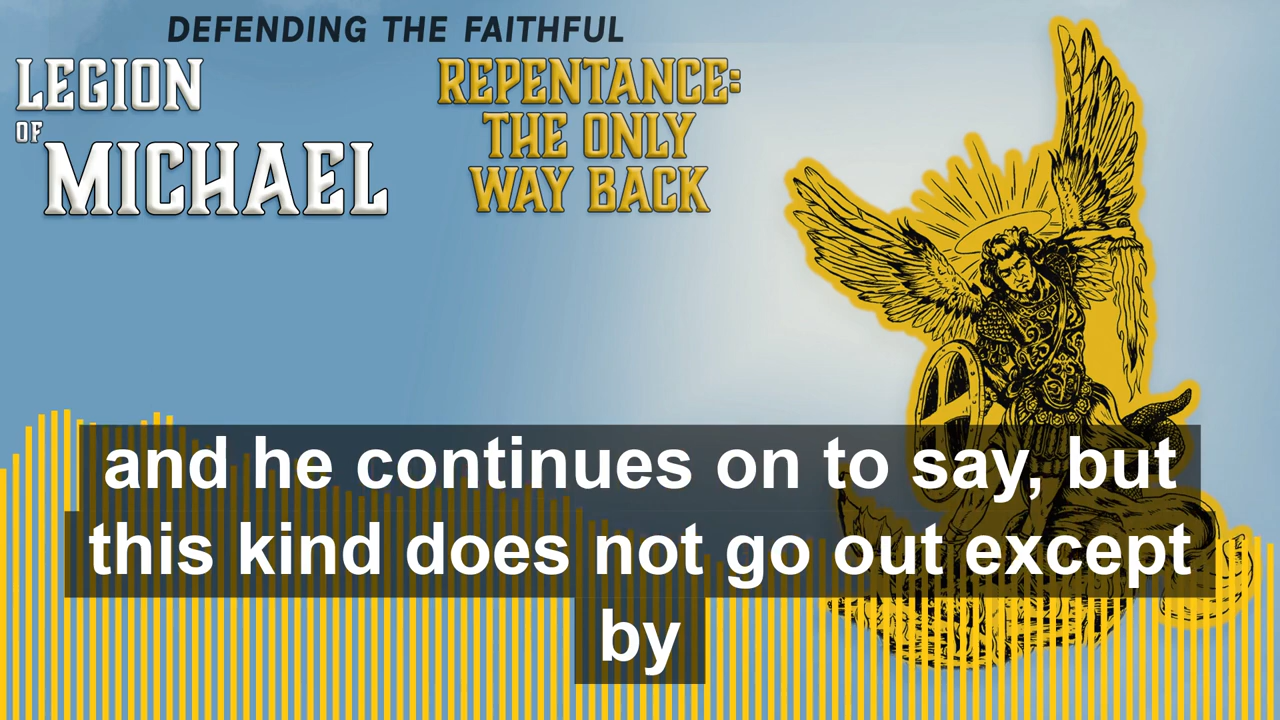 DEFENDING THE FAITHFUL
LEGION
OF
MICHAEL
REPENTANCE:
THE ONLY
WAY BACK
and he continues on to say, but
this kind does not go out except
by